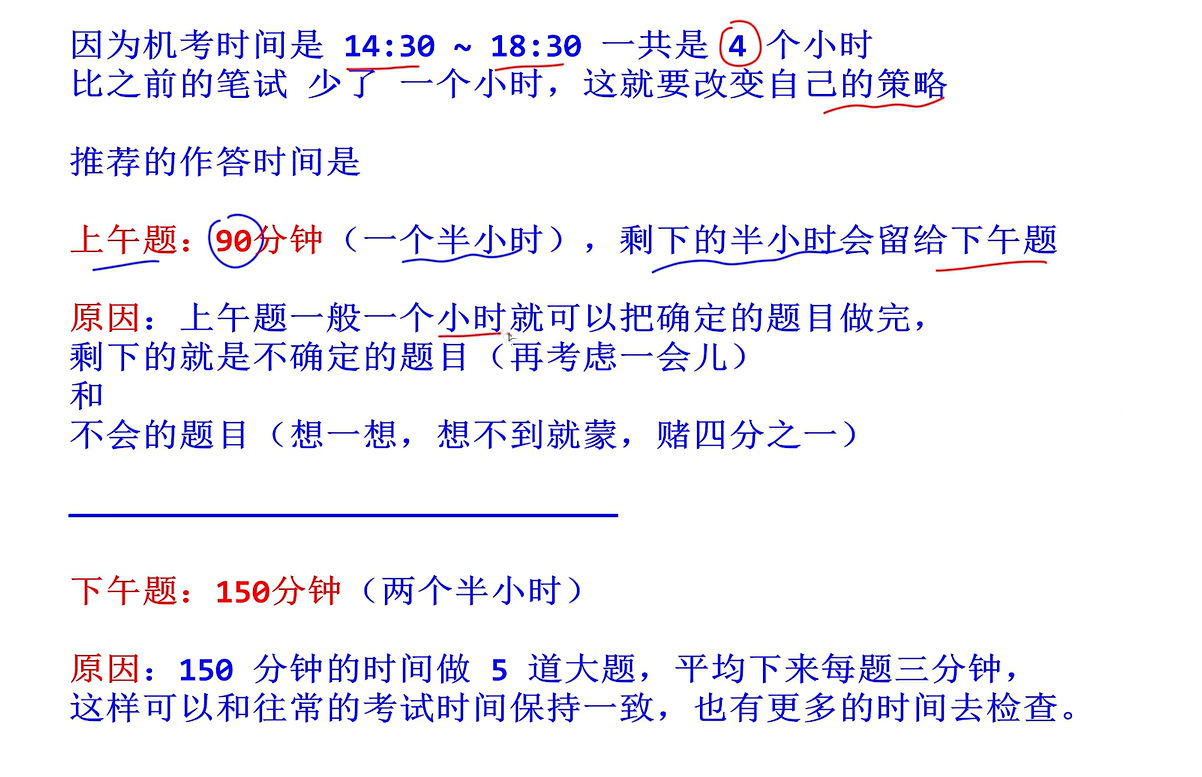 因为机考时间是 14:30 ~ 18:30 一共是 4 个小时
比之前的笔试 少了 一个小时，这就要改变自己的策略
推荐的作答时间是
上午题：90分钟（一个半小时），剩下的半小时会留给下午题
原因：上午题一般一个小时就可以把确定的题目做完，
剩下的就是不确定的题目（再考虑一会儿）
和
不会的题目（想一想，想不到就蒙，赌四分之一）
下午题：150分钟（两个半小时）
原因：150 分钟的时间做 5 道大题，平均下来每题三分钟，
这样可以和往常的考试时间保持一致，也有更多的时间去检查。